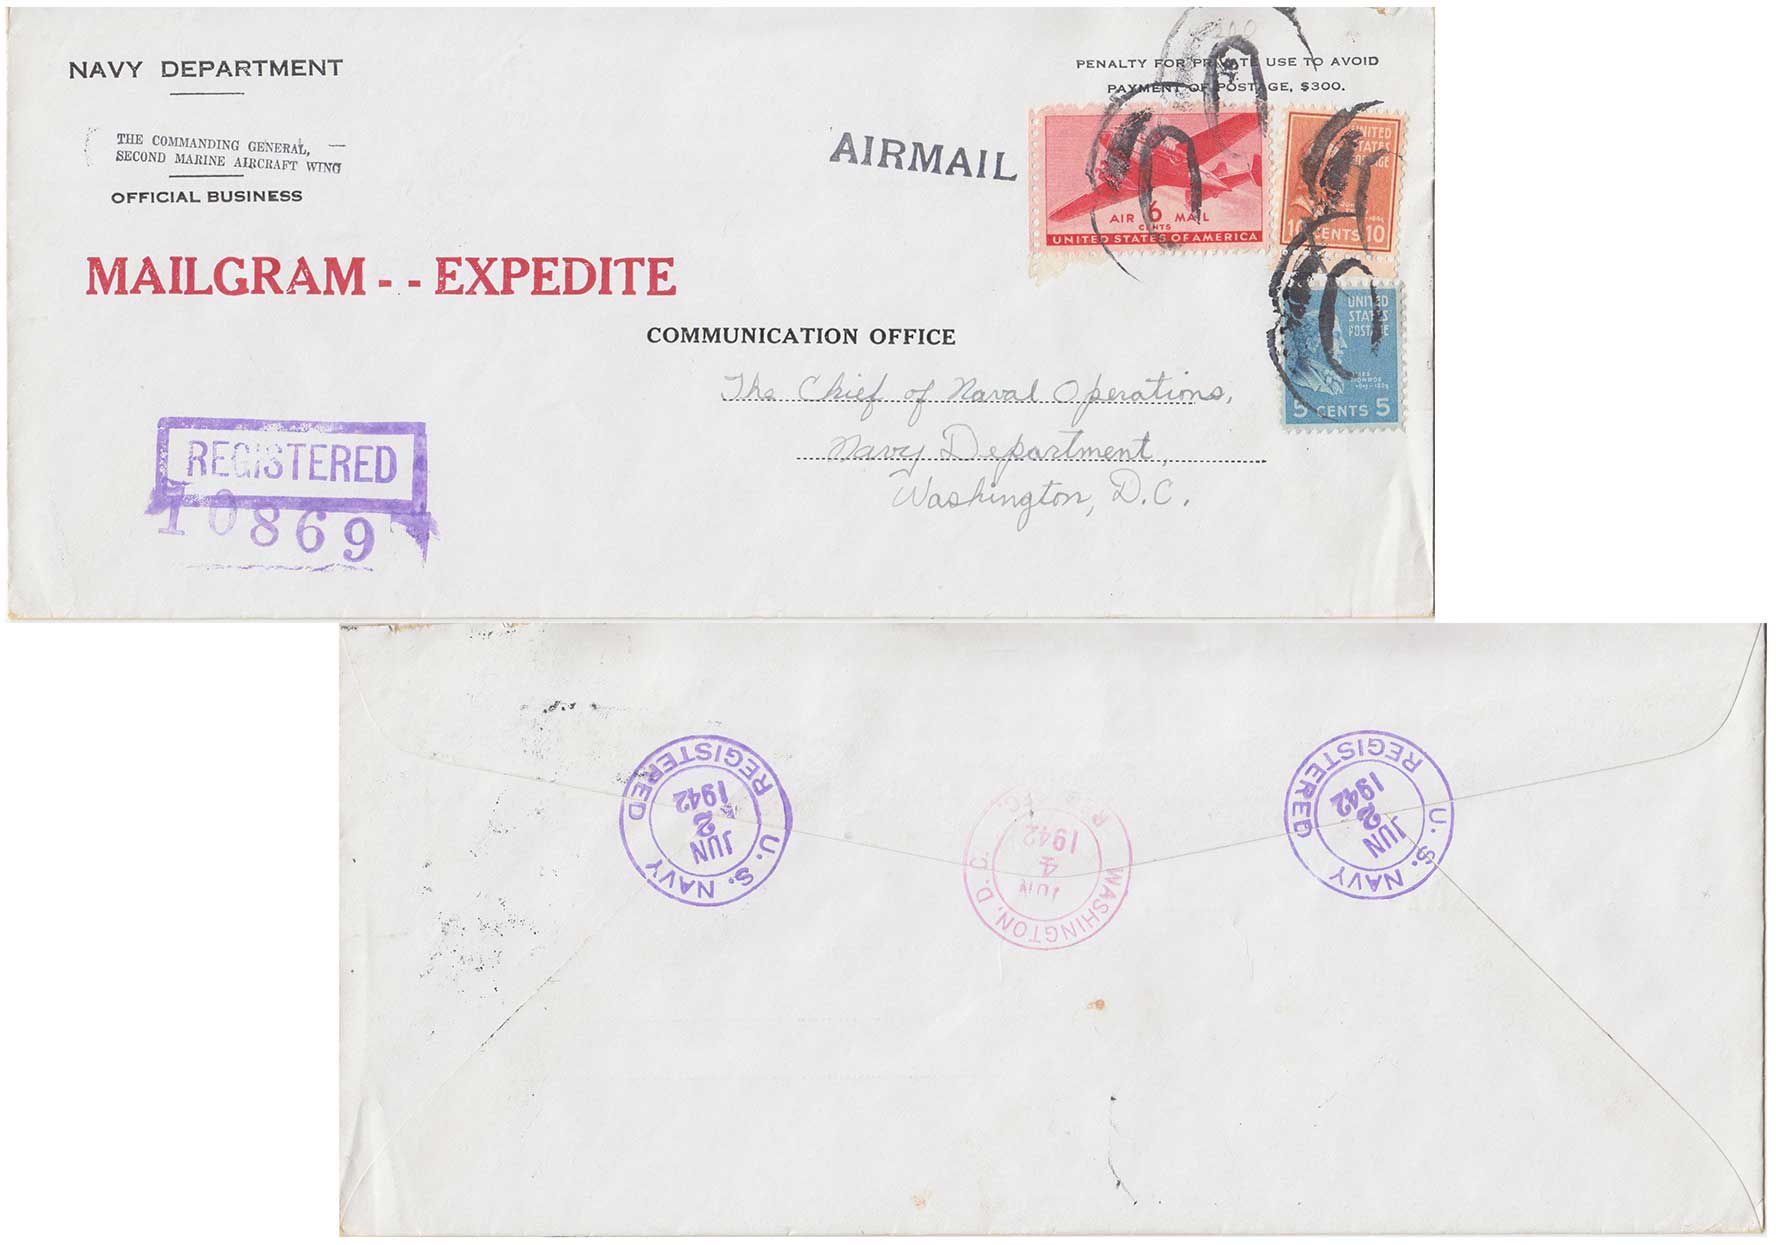 NAVY DEPARTMENT
THE COMMANDING GENERAL,
SECOND MARINE AIRCRAFT WING
OFFICIAL BUSINESS
PENALTY FOR PRIVATE USE TO AVOID
PAYMENT OF POSTAGE, $300.
AIRMAIL
AIR 6 MAIL
CENTS
UNITED STATES OF AMERICA
UNITED
STATES
POSTAGE
10 CENTS 10
MAILGRAM - - EXPEDITE
UNITED
STATES
POSTAGE
MONROE
5 CENTS 5
COMMUNICATION OFFICE
The Chief of Naval Operations,
Navy Department,
Washington, D.C.
REGISTERED
10869
U. S. NAVY
REGISTERED
JUN
2
1942
WASHINGTON, D. C.
JUN
4
1942
U. S. NAVY
REGISTERED
JUN
2
1942